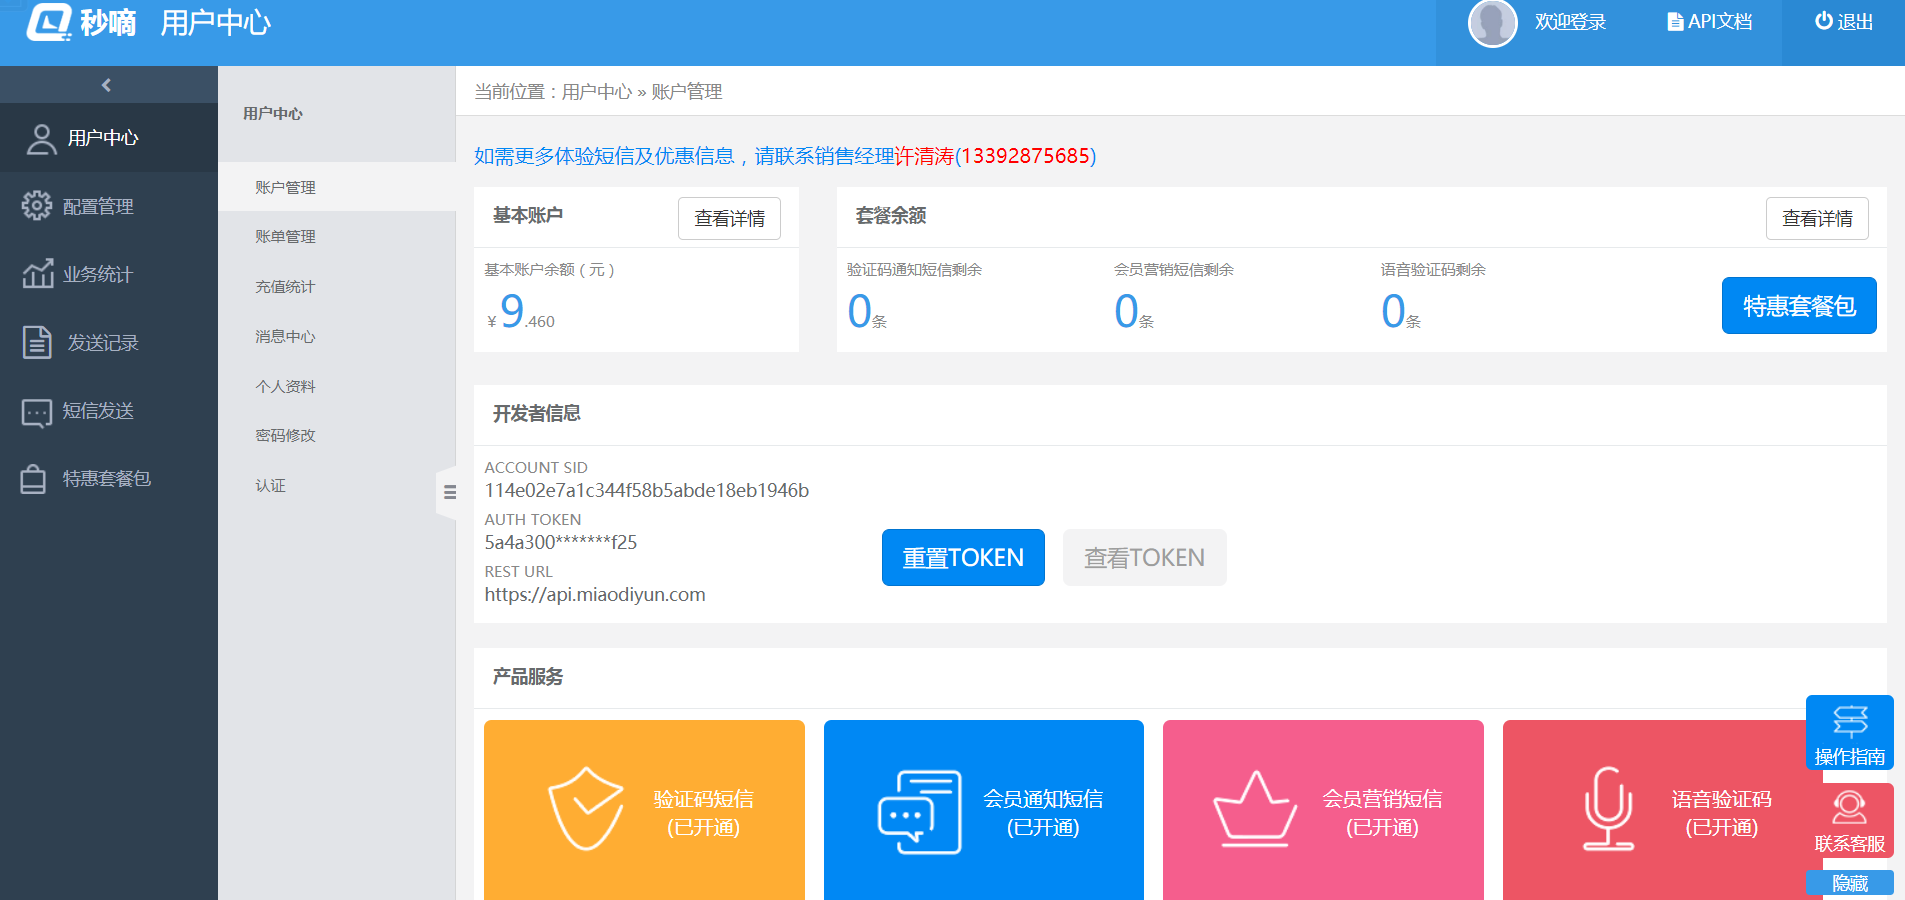 秒嘀 用户中心
欢迎登录
API文档
退出
用户中心
配置管理
业务统计
发送记录
短信发送
特惠套餐包
用户中心
账户管理
账单管理
充值统计
消息中心
个人资料
密码修改
认证
当前位置：用户中心 » 账户管理
如需更多体验短信及优惠信息，请联系销售经理许清涛(13392875685)
基本账户
查看详情
基本账户余额（元）
¥ 9.460
套餐余额
查看详情
验证码通知短信剩余
0条
会员营销短信剩余
0条
语音验证码剩余
0条
特惠套餐包
开发者信息
ACCOUNT SID
114e02e7a1c344f58b5abde18eb1946b
AUTH TOKEN
5a4a300*******f25
REST URL
https://api.miaodiyun.com
重置TOKEN
查看TOKEN
产品服务
验证码短信
(已开通)
会员通知短信
(已开通)
会员营销短信
(已开通)
语音验证码
(已开通)
操作指南
联系客服
隐藏